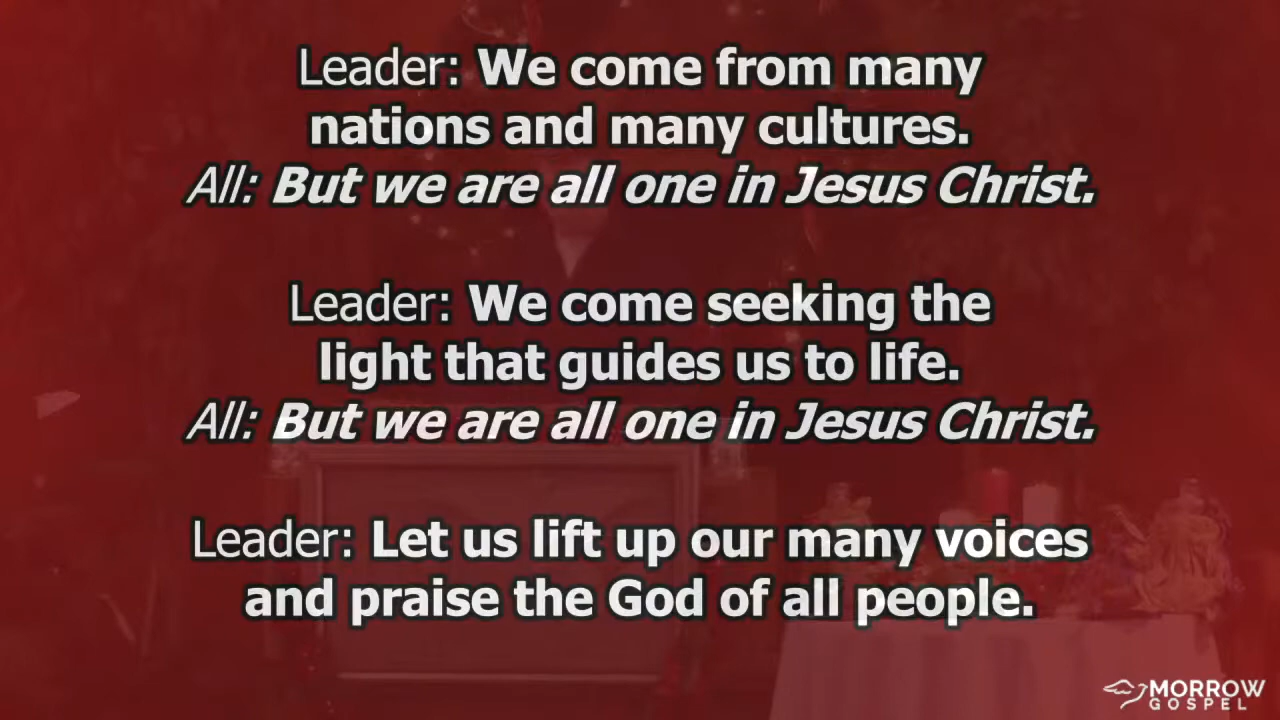 Leader: We come from many
nations and many cultures.
All: But we are all one in Jesus Christ.
Leader: We come seeking the
light that guides us to life.
All: But we are all one in Jesus Christ.
Leader: Let us lift up our many voices
and praise the God of all people.
MORROW
GOSPEL